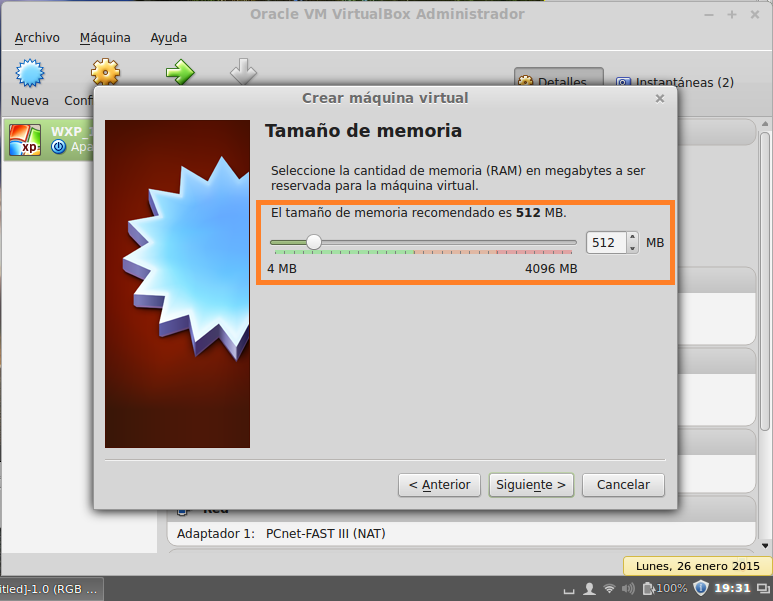 Oracle VM VirtualBox Administrador
Archivo Máquina Ayuda
Nueva Confi
Detalles Instantáneas (2)
WXP_
Apa
xp
Crear máquina virtual
Tamaño de memoria
Seleccione la cantidad de memoria (RAM) en megabytes a ser
reservada para la máquina virtual.
El tamaño de memoria recomendado es 512 MB.
512 MB
4 MB 4096 MB
< Anterior Siguiente > Cancelar
Red
Adaptador 1: PCnet-FAST III (NAT)
Lunes, 26 enero 2015
itled]-1.0 (RGB ... 100% 19:31